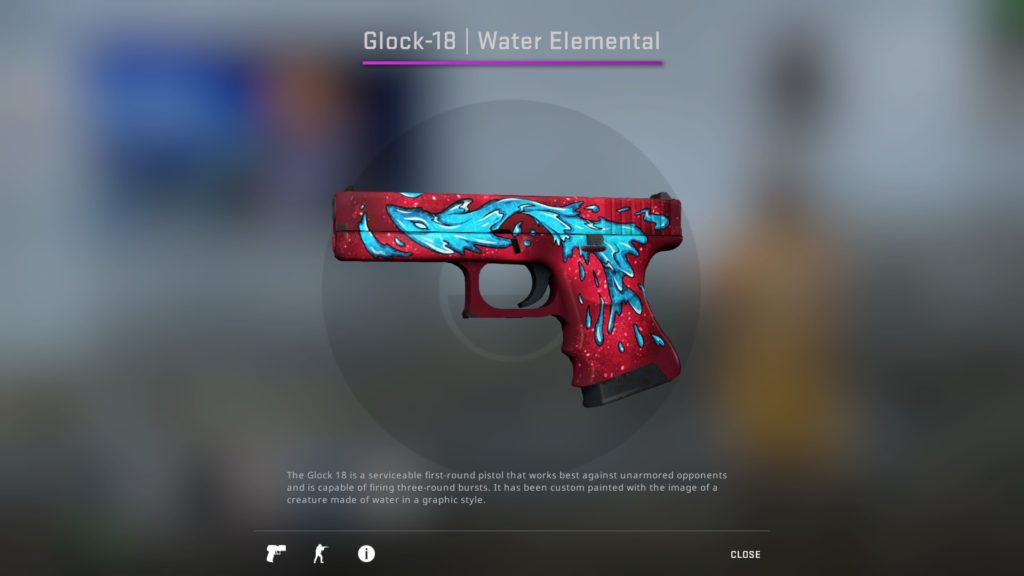 Glock-18 | Water Elemental
The Glock 18 is a serviceable first-round pistol that works best against unarmored opponents
and is capable of firing three-round bursts. It has been custom painted with the image of a
creature made of water in a graphic style.
CLOSE